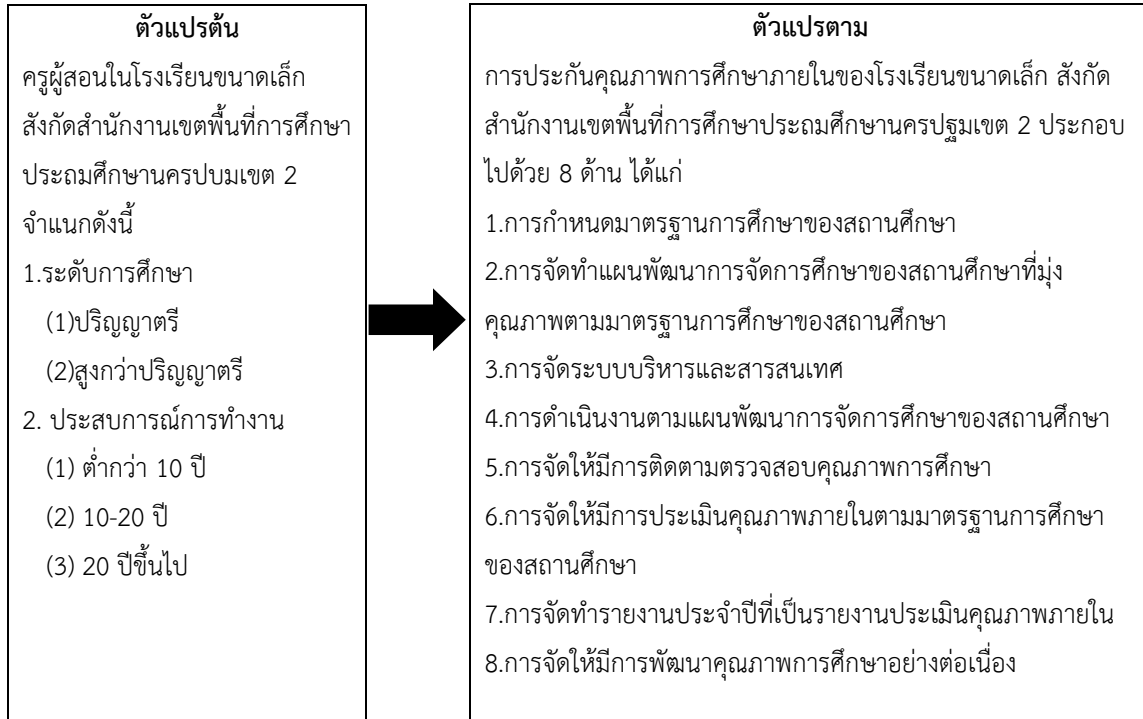 ตัวแปรต้น
ครูผู้สอนในโรงเรียนขนาดเล็ก
สังกัดสำนักงานเขตพื้นที่การศึกษา
ประถมศึกษานครปบมเขต 2
จำแนกดังนี้
1.ระดับการศึกษา
(1)ปริญญาตรี
(2)สูงกว่าปริญญาตรี
2. ประสบการณ์การทำงาน
(1) ต่ำกว่า 10 ปี
(2) 10-20 ปี
(3) 20 ปีขึ้นไป
ตัวแปรตาม
การประกันคุณภาพการศึกษาภายในของโรงเรียนขนาดเล็ก สังกัด
สำนักงานเขตพื้นที่การศึกษาประถมศึกษานครปฐมเขต 2 ประกอบ
ไปด้วย 8 ด้าน ได้แก่
1.การกำหนดมาตรฐานการศึกษาของสถานศึกษา
2.การจัดทำแผนพัฒนาการจัดการศึกษาของสถานศึกษาที่มุ่ง
คุณภาพตามมาตรฐานการศึกษาของสถานศึกษา
3.การจัดระบบบริหารและสารสนเทศ
4.การดำเนินงานตามแผนพัฒนาการจัดการศึกษาของสถานศึกษา
5.การจัดให้มีการติดตามตรวจสอบคุณภาพการศึกษา
6.การจัดให้มีการประเมินคุณภาพภายในตามมาตรฐานการศึกษา
ของสถานศึกษา
7.การจัดทำรายงานประจำปีที่เป็นรายงานประเมินคุณภาพภายใน
8.การจัดให้มีการพัฒนาคุณภาพการศึกษาอย่างต่อเนื่อง